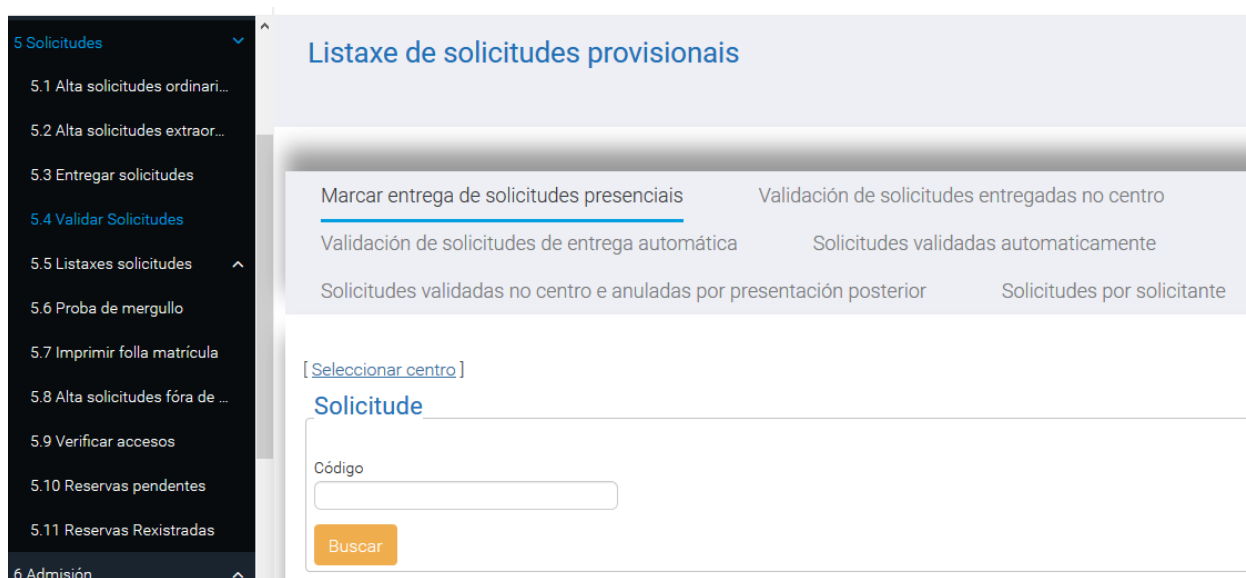 5 Solicitudes
5.1 Alta solicitudes ordinari...
5.2 Alta solicitudes extraor...
5.3 Entregar solicitudes
5.4 Validar Solicitudes
5.5 Listaxes solicitudes
5.6 Proba de mergullo
5.7 Imprimir folla matrícula
5.8 Alta solicitudes fóra de ...
5.9 Verificar accesos
5.10 Reservas pendentes
5.11 Reservas Rexistradas
6 Admisión
Listaxe de solicitudes provisionais
Marcar entrega de solicitudes presenciais
Validación de solicitudes entregadas no centro
Validación de solicitudes de entrega automática
Solicitudes validadas automaticamente
Solicitudes validadas no centro e anuladas por presentación posterior
Solicitudes por solicitante
[ Seleccionar centro ]
Solicitude
Código
Buscar